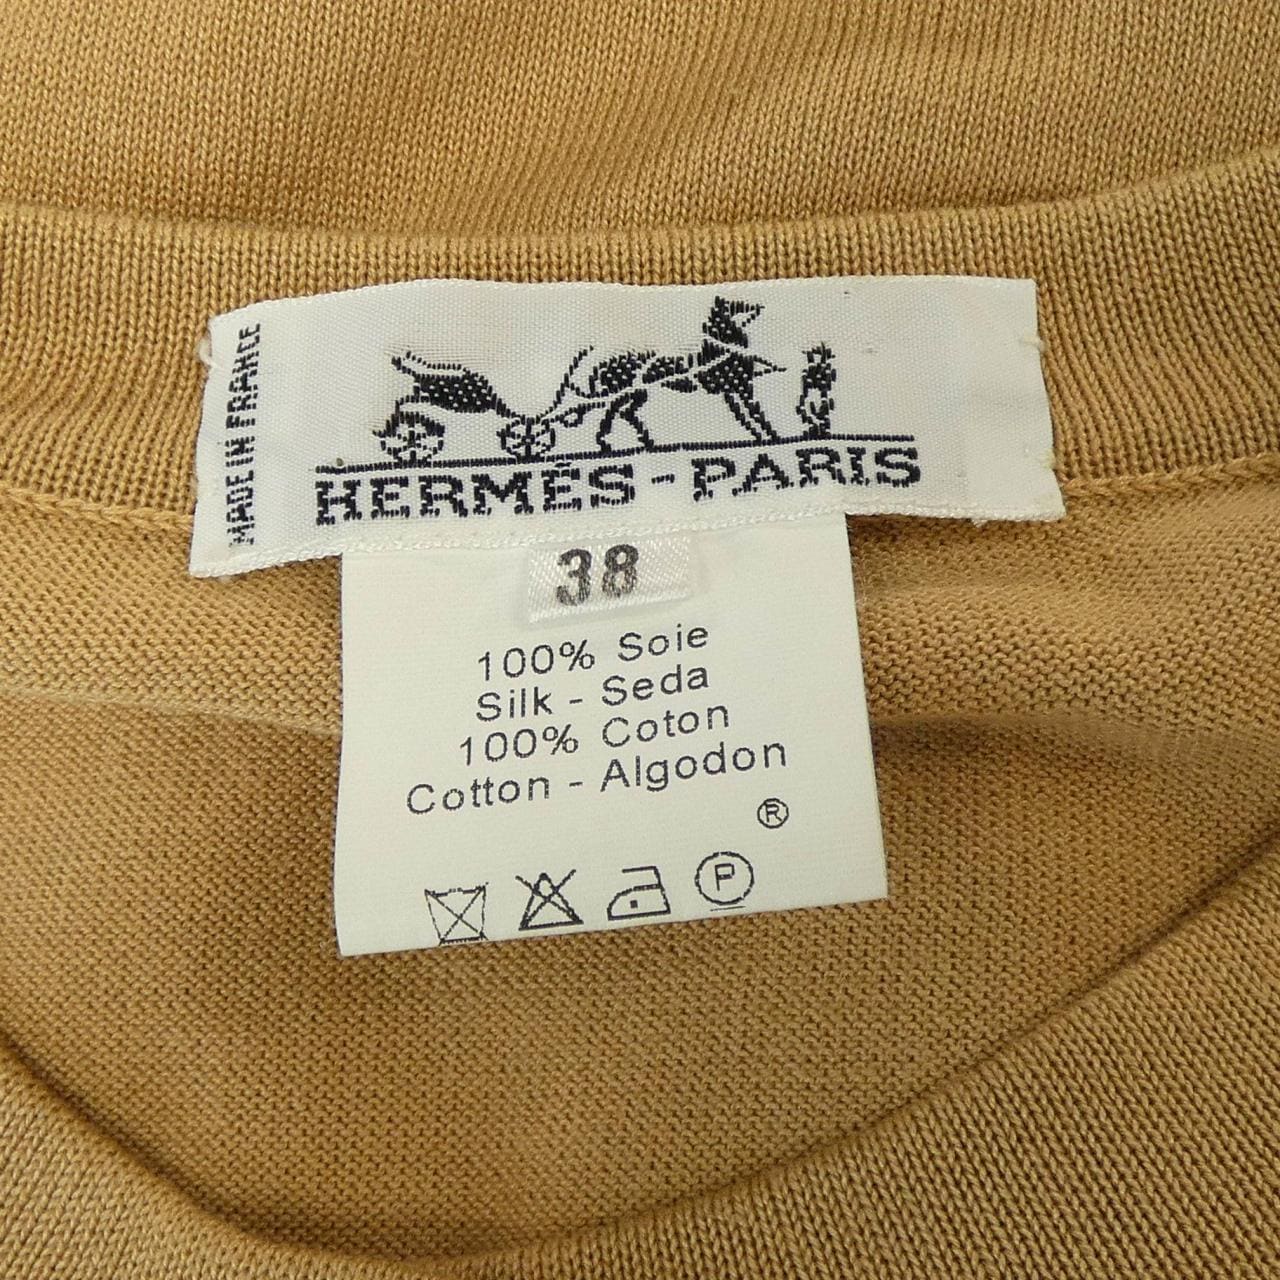 MADE IN FRANCE
HERMÈS-PARIS
38
100% Soie
Silk - Seda
100% Coton
Cotton - Algodon
®
P